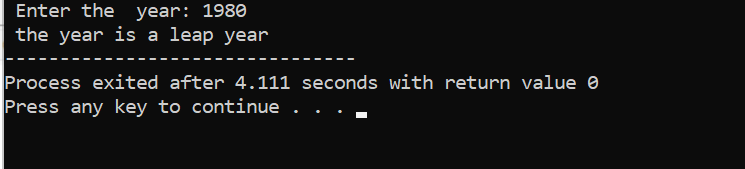 Enter the  year: 1980
the year is a leap year
--------------------------------
Process exited after 4.111 seconds with return value 0
Press any key to continue . . .